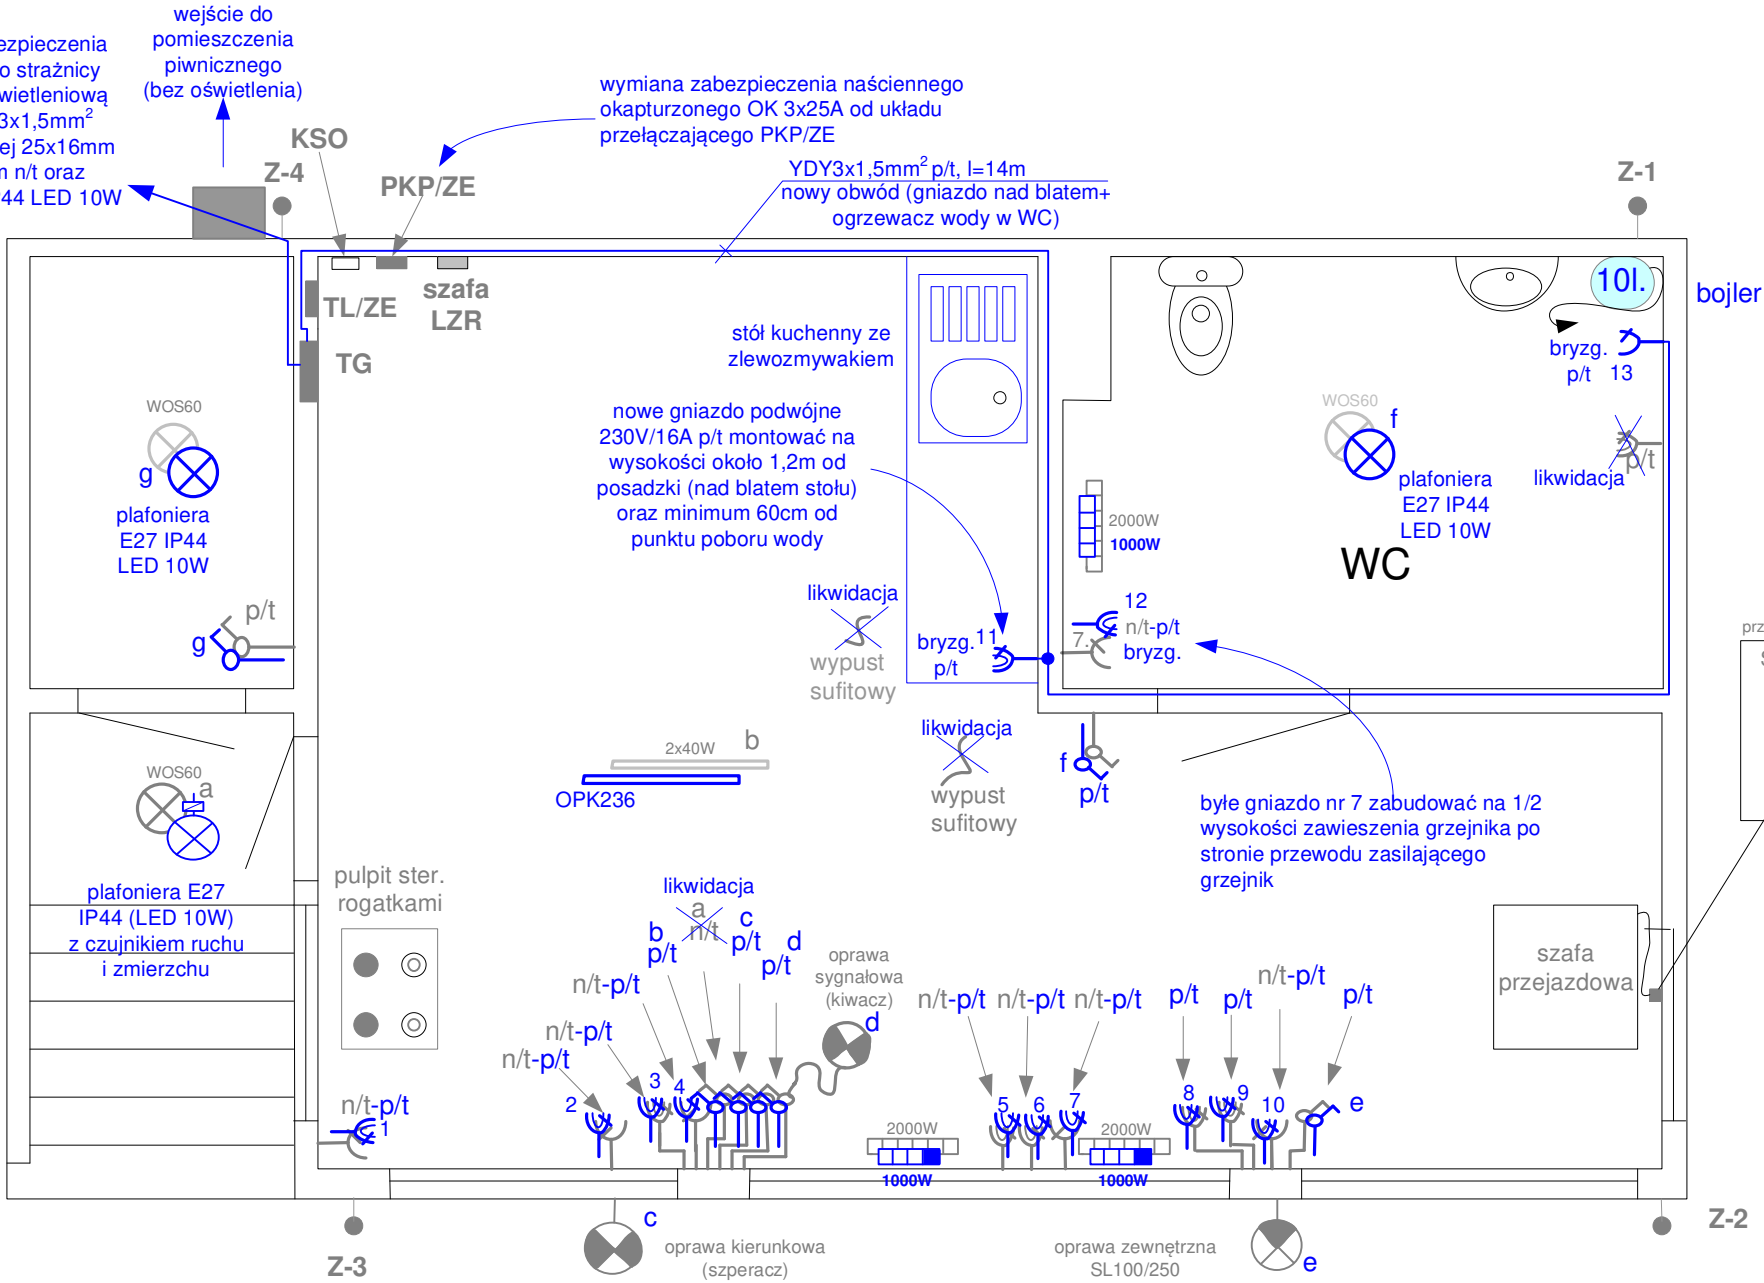 wejście do
pomieszczenia
piwnicznego
(bez oświetlenia)
ezpieczenia
o strażnicy
wietleniową
3x1,5mm²
ej 25x16mm
n n/t oraz
P44 LED 10W
KSO
Z-4
PKP/ZE
wymiana zabezpieczenia naściennego
okapturzonego OK 3x25A od układu
przełączającego PKP/ZE
YDY3x1,5mm² p/t, l=14m
nowy obwód (gniazdo nad blatem+
ogrzewacz wody w WC)
Z-1
TL/ZE
szafa
LZR
TG
10l.
bojler
stół kuchenny ze
zlewozmywakiem
bryzg.
p/t 13
WOS60
g
plafoniera
E27 IP44
LED 10W
nowe gniazdo podwójne
230V/16A p/t montować na
wysokości około 1,2m od
posadzki (nad blatem stołu)
oraz minimum 60cm od
punktu poboru wody
WOS60
f
plafoniera
E27 IP44
LED 10W
p/t
likwidacja
2000W
1000W
WC
p/t
g
likwidacja
wypust
sufitowy
bryzg. 11
p/t
12
n/t-p/t
bryzg.
7.
prz
S
likwidacja
wypust
sufitowy
f
p/t
2x40W
b
OPK236
WOS60
a
plafoniera E27
IP44 (LED 10W)
z czujnikiem ruchu
i zmierzchu
byłe gniazdo nr 7 zabudować na 1/2
wysokości zawieszenia grzejnika po
stronie przewodu zasilającego
grzejnik
pulpit ster.
rogatkami
likwidacja
a
n/t
b
p/t
c
p/t
d
p/t
oprawa
sygnałowa
(kiwacz)
d
szafa
przejazdowa
n/t-p/t
n/t-p/t
n/t-p/t
n/t-p/t
n/t-p/t
n/t-p/t
p/t
p/t
n/t-p/t
p/t
n/t-p/t
1
2
3
4
5
6
7
8
9
10
e
2000W
1000W
2000W
1000W
Z-3
c
oprawa kierunkowa
(szperacz)
oprawa zewnętrzna
SL100/250
e
Z-2